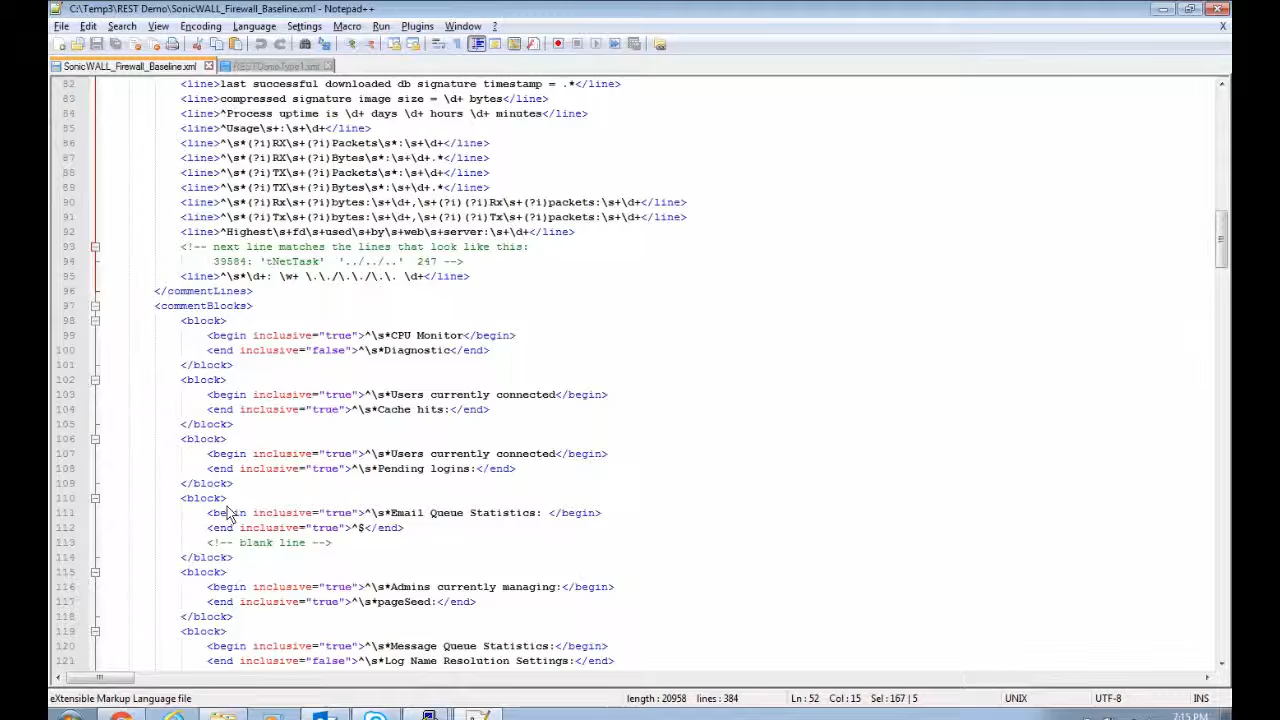 C:\Temp3\REST Demo\SonicWALL_Firewall_Baseline.xml - Notepad++
File Edit Search View Encoding Language Settings Macro Run Plugins Window ?
X
SonicWALL_Firewall_Baseline.xml RESTDemoType1.xml
82 <line>last successful downloaded db signature timestamp = .*</line>
83 <line>compressed signature image size = \d+ bytes</line>
84 <line>^Process uptime is \d+ days \d+ hours \d+ minutes</line>
85 <line>^Usage\s+:\s+\d+</line>
86 <line>^\s*(?i)RX\s+(?i)Packets\s*:\s+\d+</line>
87 <line>^\s*(?i)RX\s+(?i)Bytes\s*:\s+\d+.*</line>
88 <line>^\s*(?i)TX\s+(?i)Packets\s*:\s+\d+</line>
89 <line>^\s*(?i)TX\s+(?i)Bytes\s*:\s+\d+.*</line>
90 <line>^\s*(?i)Rx\s+(?i)bytes:\s+\d+,\s+(?i)(?i)Rx\s+(?i)packets:\s+\d+</line>
91 <line>^\s*(?i)Tx\s+(?i)bytes:\s+\d+,\s+(?i)(?i)Tx\s+(?i)packets:\s+\d+</line>
92 <line>^Highest\s+fd\s+used\s+by\s+web\s+server:\s+\d+</line>
93 <!-- next line matches the lines that look like this:
94 39584: 'tNetTask' '../../..' 247 -->
95 <line>^\s*\d+: \w+ \.\./\.\./\.\. \d+</line>
96 </commentLines>
97 <commentBlocks>
98 <block>
99 <begin inclusive="true">^\s*CPU Monitor</begin>
100 <end inclusive="false">^\s*Diagnostic</end>
101 </block>
102 <block>
103 <begin inclusive="true">^\s*Users currently connected</begin>
104 <end inclusive="true">^\s*Cache hits:</end>
105 </block>
106 <block>
107 <begin inclusive="true">^\s*Users currently connected</begin>
108 <end inclusive="true">^\s*Pending logins:</end>
109 </block>
110 <block>
111 <begin inclusive="true">^\s*Email Queue Statistics: </begin>
112 <end inclusive="true">^$</end>
113 <!-- blank line -->
114 </block>
115 <block>
116 <begin inclusive="true">^\s*Admins currently managing:</begin>
117 <end inclusive="true">^\s*pageSeed:</end>
118 </block>
119 <block>
120 <begin inclusive="true">^\s*Message Queue Statistics:</begin>
121 <end inclusive="false">^\s*Log Name Resolution Settings:</end>
eXtensible Markup Language file length : 20958 lines : 384 Ln : 52 Col : 15 Sel : 167 | 5 UNIX UTF-8 INS
7:15 PM